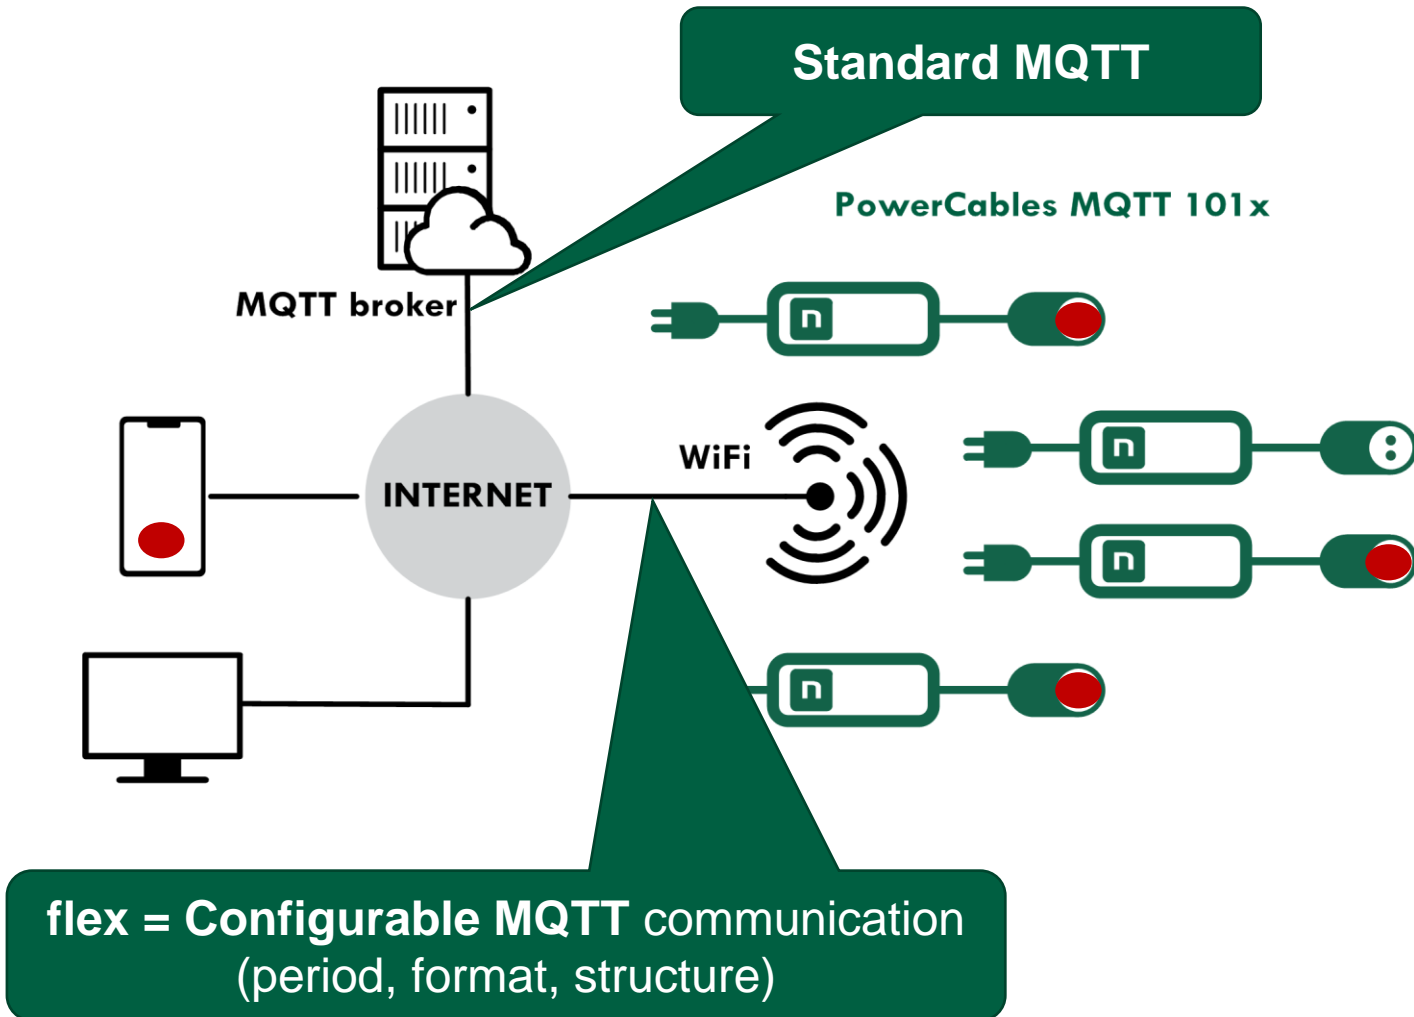 Standard MQTT
PowerCables MQTT 101x
MQTT broker
n
WiFi
n
INTERNET
n
n
flex = Configurable MQTT communication
(period, format, structure)